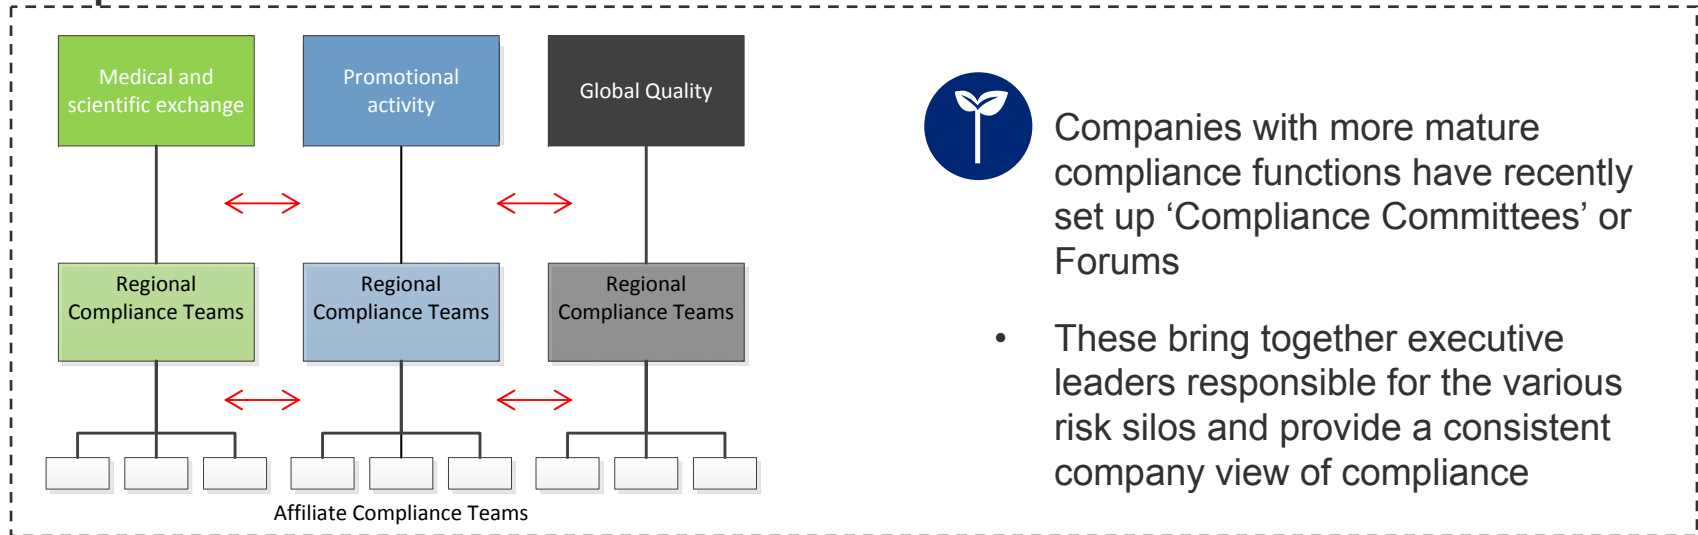 Medical and
scientific exchange
Promotional
activity
Global Quality
Regional
Compliance Teams
Regional
Compliance Teams
Regional
Compliance Teams
Affiliate Compliance Teams
Companies with more mature
compliance functions have recently
set up ‘Compliance Committees’ or
Forums
• These bring together executive
leaders responsible for the various
risk silos and provide a consistent
company view of compliance